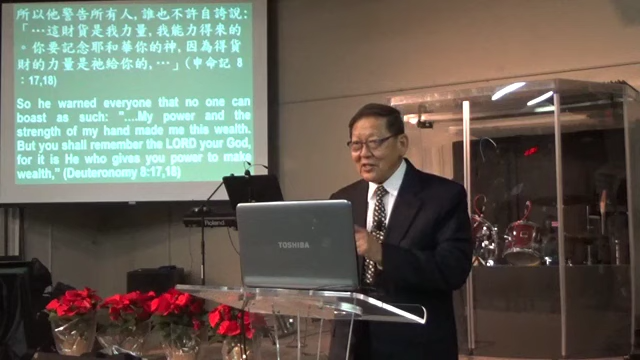 所以他警告所有人, 誰也不許自誇說:
「…這財貨是我力量, 我能力得來的
。你要記念耶和華你的神, 因為得貨
財的力量是祂給你的, …」(申命記 8
: 17,18)
So he warned everyone that no one can
boast as such: "....My power and the
strength of my hand made me this wealth.
But you shall remember the LORD your God,
for it is He who gives you power to make
wealth," (Deuteronomy 8:17,18)
Roland
TOSHIBA